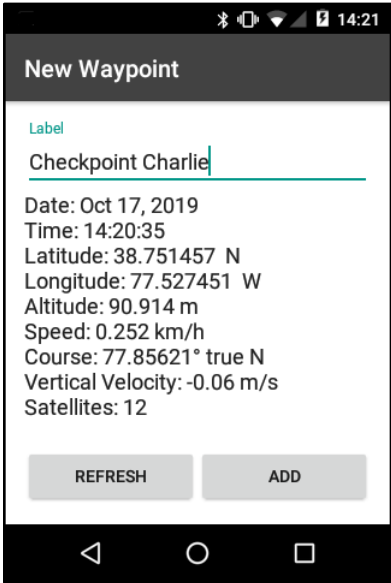 14:21
New Waypoint
Label
Checkpoint Charlie
Date: Oct 17, 2019
Time: 14:20:35
Latitude: 38.751457  N
Longitude: 77.527451  W
Altitude: 90.914 m
Speed: 0.252 km/h
Course: 77.85621° true N
Vertical Velocity: -0.06 m/s
Satellites: 12
REFRESH ADD